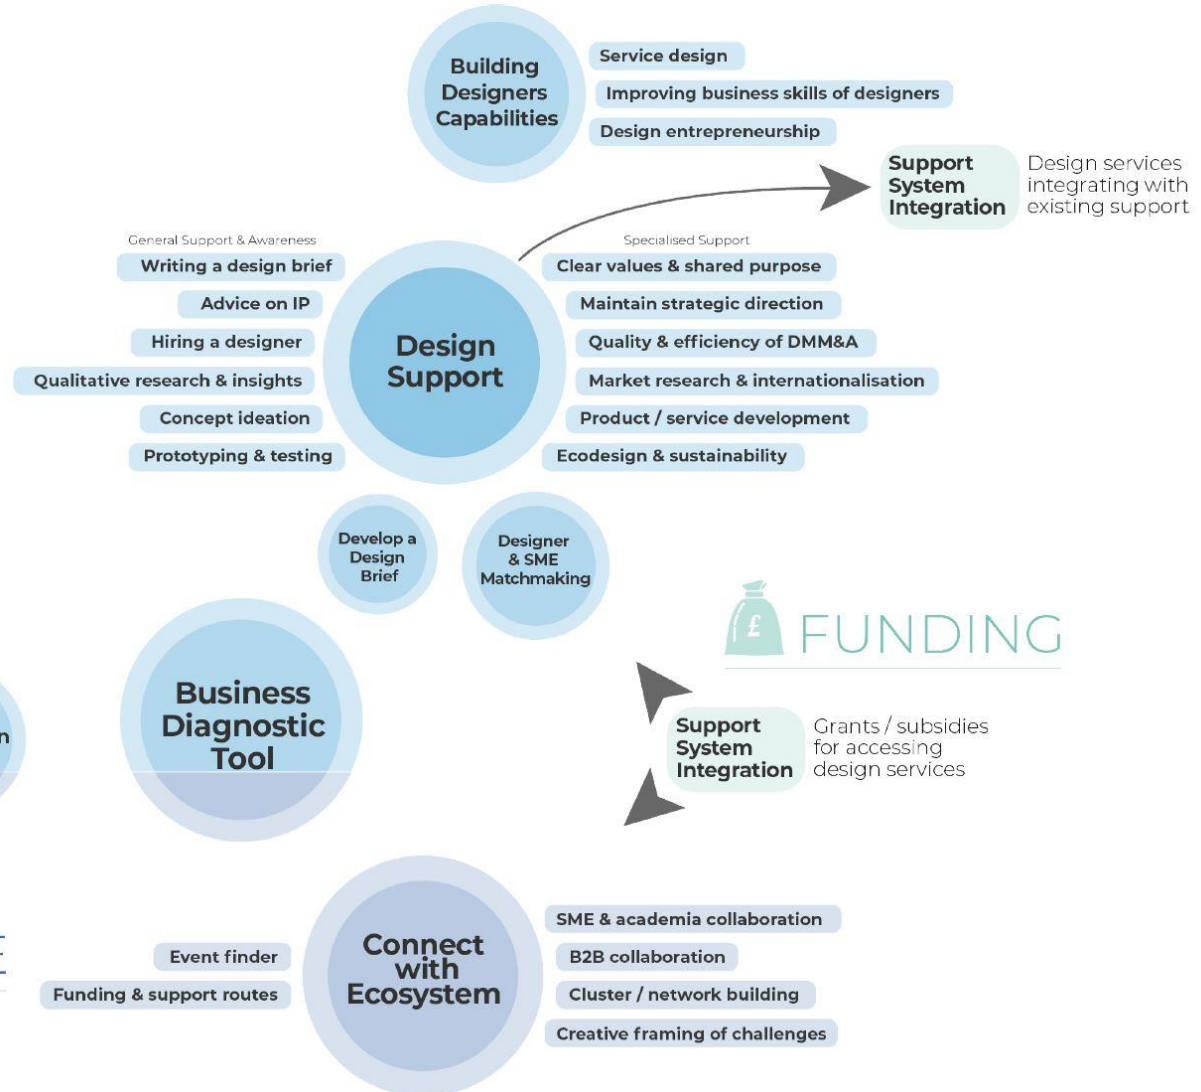 Building
Designers
Capabilities
Service design
Improving business skills of designers
Design entrepreneurship
Support
System
Integration
Design services
integrating with
existing support
General Support & Awareness
Writing a design brief
Advice on IP
Hiring a designer
Qualitative research & insights
Concept ideation
Prototyping & testing
Design
Support
Specialised Support
Clear values & shared purpose
Maintain strategic direction
Quality & efficiency of DMM&A
Market research & internationalisation
Product / service development
Ecodesign & sustainability
Develop a
Design
Brief
Designer
& SME
Matchmaking
£ FUNDING
Business
Diagnostic
Tool
Support
System
Integration
Grants / subsidies
for accessing
design services
Event finder
Funding & support routes
Connect
with
Ecosystem
SME & academia collaboration
B2B collaboration
Cluster / network building
Creative framing of challenges